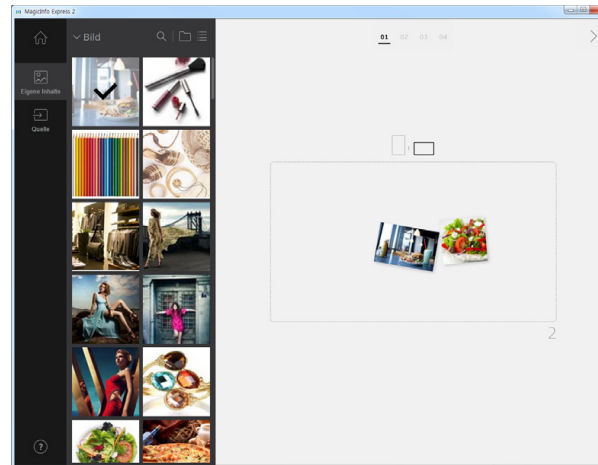 MagicInfo Express 2
Bild
01 02 03 04
Eigene Inhalte
Quelle
2
?